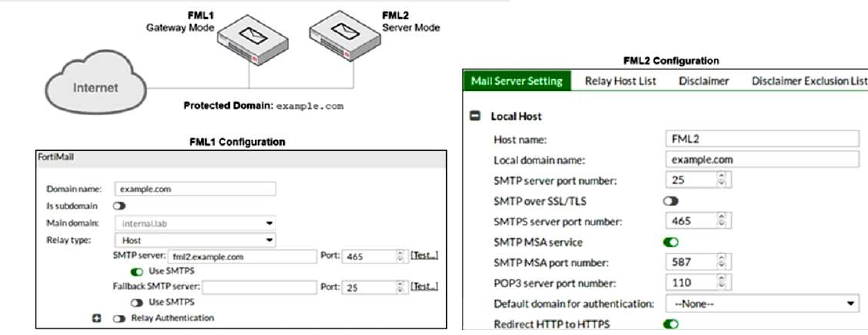 FML1
Gateway Mode
FML2
Server Mode
Internet
Protected Domain: example.com
FML1 Configuration
FortiMail
Domain name: example.com
Is subdomain
Main domain: internal.lab
Relay type: Host
SMTP server: fml2.example.com Port: 465 [Test...]
Use SMTPS
Fallback SMTP server: Port: 25 [Test...]
Use SMTPS
Relay Authentication
FML2 Configuration
Mail Server Setting Relay Host List Disclaimer Disclaimer Exclusion List
Local Host
Host name: FML2
Local domain name: example.com
SMTP server port number: 25
SMTP over SSL/TLS
SMTPS server port number: 465
SMTP MSA service
SMTP MSA port number: 587
POP3 server port number: 110
Default domain for authentication: --None--
Redirect HTTP to HTTPS